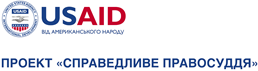 USAID
ВІД АМЕРИКАНСЬКОГО НАРОДУ
ПРОЕКТ «СПРАВЕДЛИВЕ ПРАВОСУДДЯ»